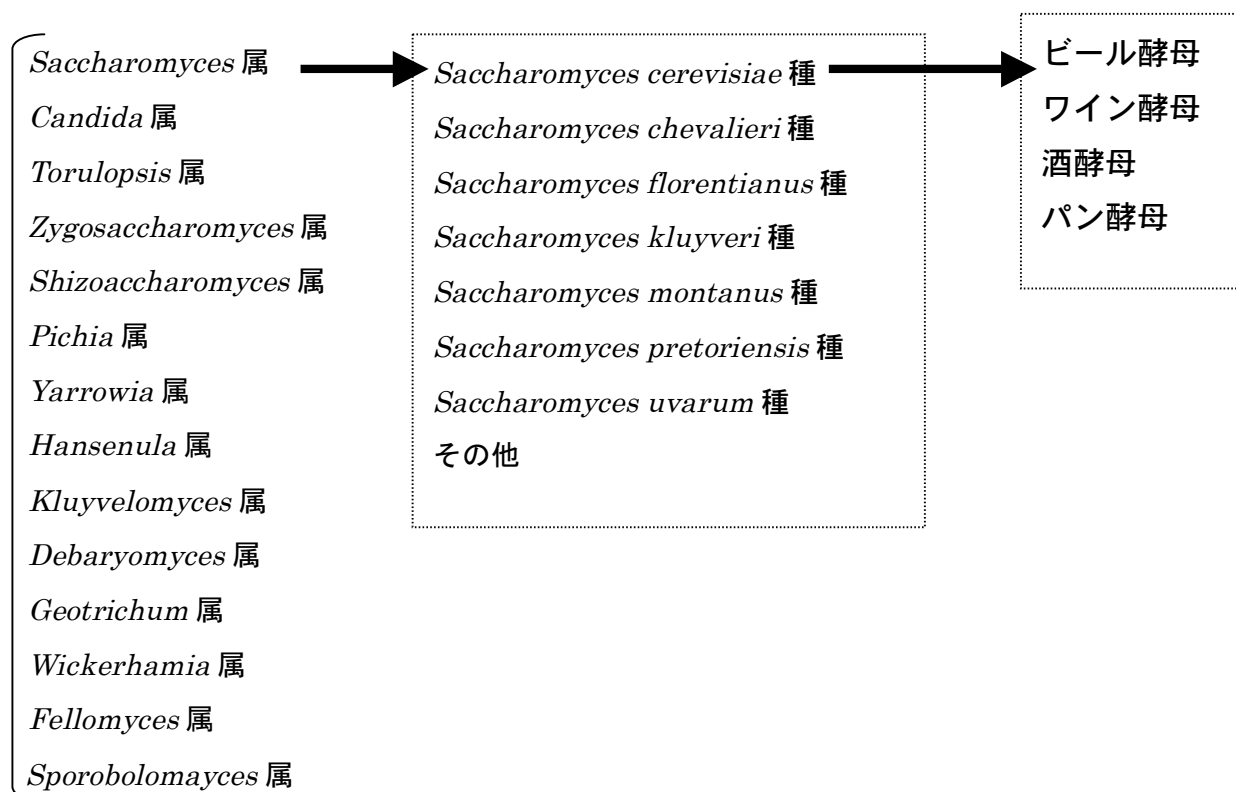 Saccharomyces 属
Candida 属
Torulopsis 属
Zygosaccharomyces 属
Shizoaccharomyces 属
Pichia 属
Yarrowia 属
Hansenula 属
Kluyvelomyces 属
Debaryomyces 属
Geotrichum 属
Wickerhamia 属
Fellomyces 属
Sporobolomayces 属
Saccharomyces cerevisiae 種
Saccharomyces chevalieri 種
Saccharomyces florentianus 種
Saccharomyces kluyveri 種
Saccharomyces montanus 種
Saccharomyces pretoriensis 種
Saccharomyces uvarum 種
その他
ビール酵母
ワイン酵母
酒酵母
パン酵母